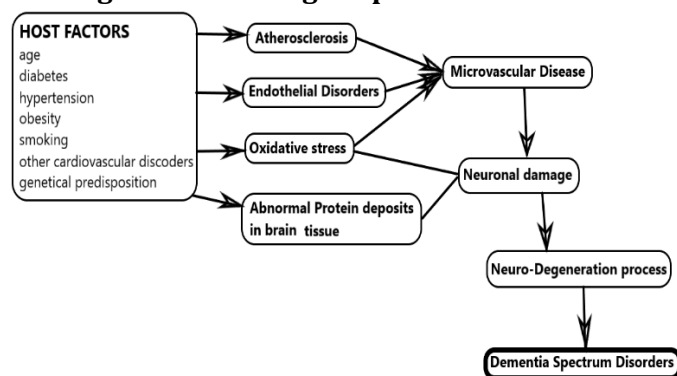 HOST FACTORS
age
diabetes
hypertension
obesity
smoking
other cardiovascular discoders
genetical predisposition
Atherosclerosis
Endothelial Disorders
Oxidative stress
Abnormal Protein deposits
in brain tissue
Microvascular Disease
Neuronal damage
Neuro-Degeneration process
Dementia Spectrum Disorders